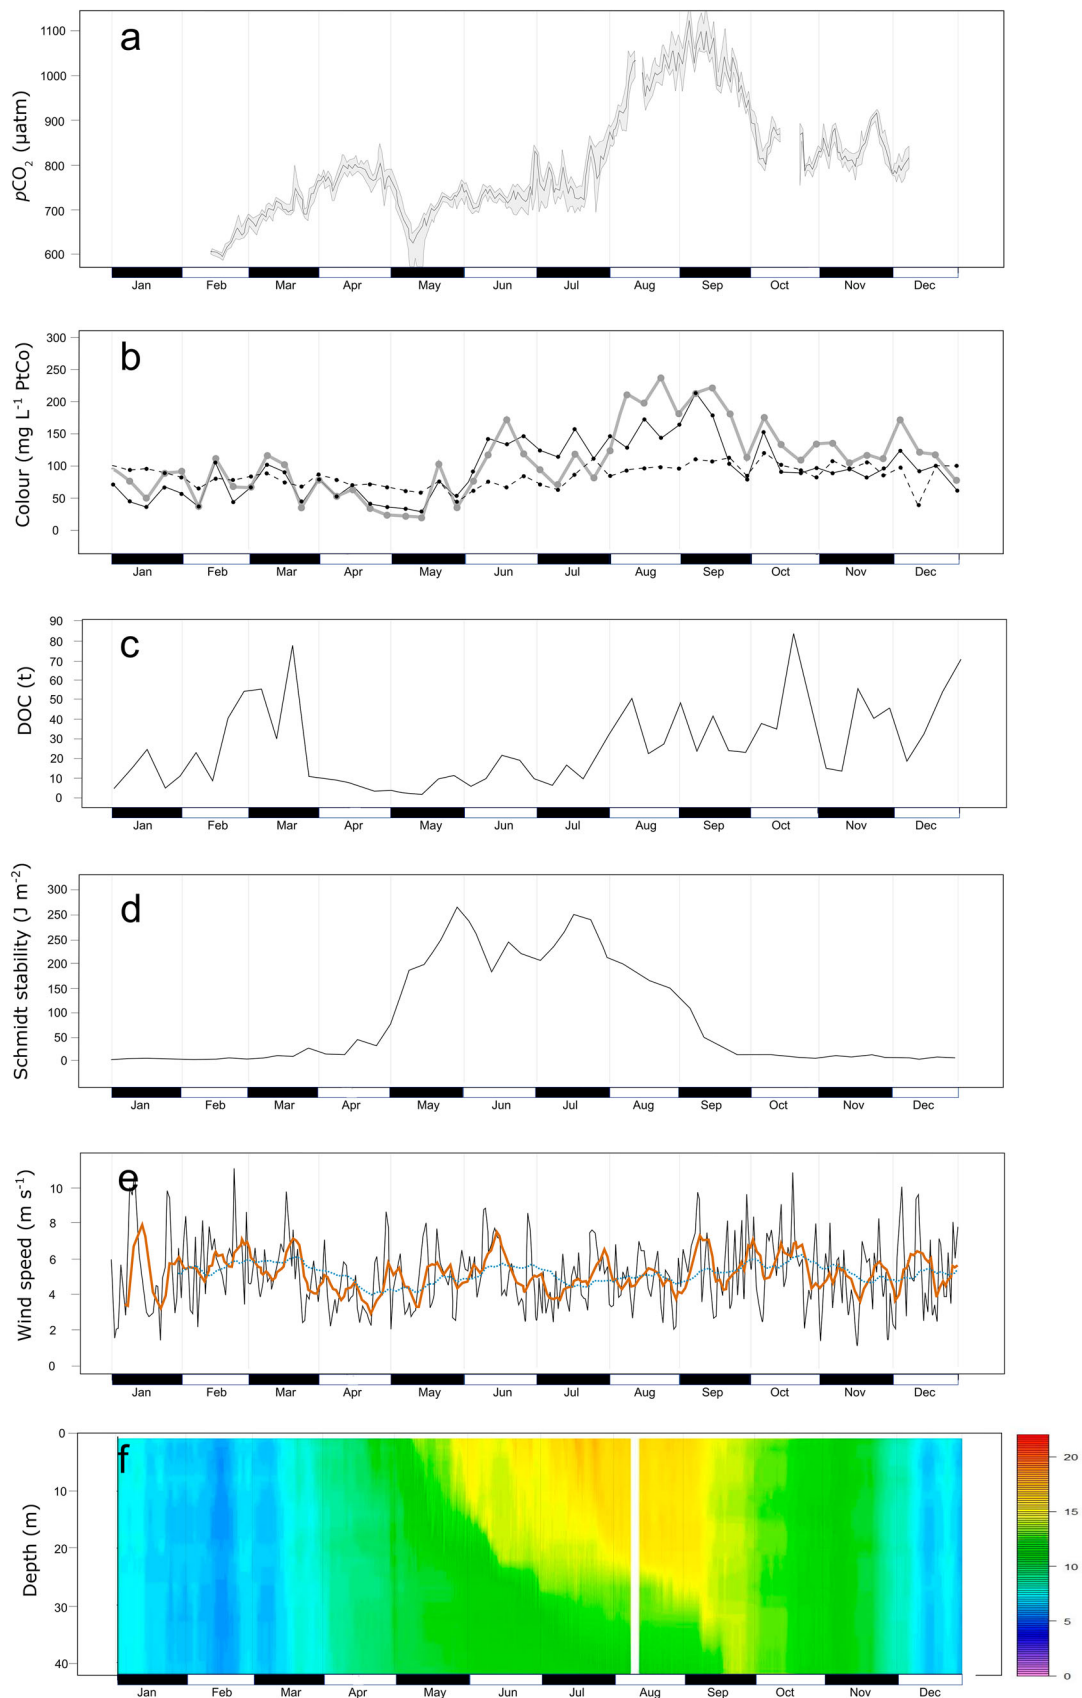 a
pCO2 (µatm)
1100
1000
900
800
700
600
Jan Feb Mar Apr May Jun Jul Aug Sep Oct Nov Dec
b
Colour (mg L-1 PtCo)
300
250
200
150
100
50
0
Jan Feb Mar Apr May Jun Jul Aug Sep Oct Nov Dec
c
DOC (t)
90
80
70
60
50
40
30
20
10
0
Jan Feb Mar Apr May Jun Jul Aug Sep Oct Nov Dec
d
Schmidt stability (J m-2)
300
250
250
200
150
100
50
0
Jan Feb Mar Apr May Jun Jul Aug Sep Oct Nov Dec
e
Wind speed (m s-1)
10
8
6
4
2
0
Jan Feb Mar Apr May Jun Jul Aug Sep Oct Nov Dec
f
Depth (m)
0
10
20
30
40
20
15
10
5
0
Jan Feb Mar Apr May Jun Jul Aug Sep Oct Nov Dec